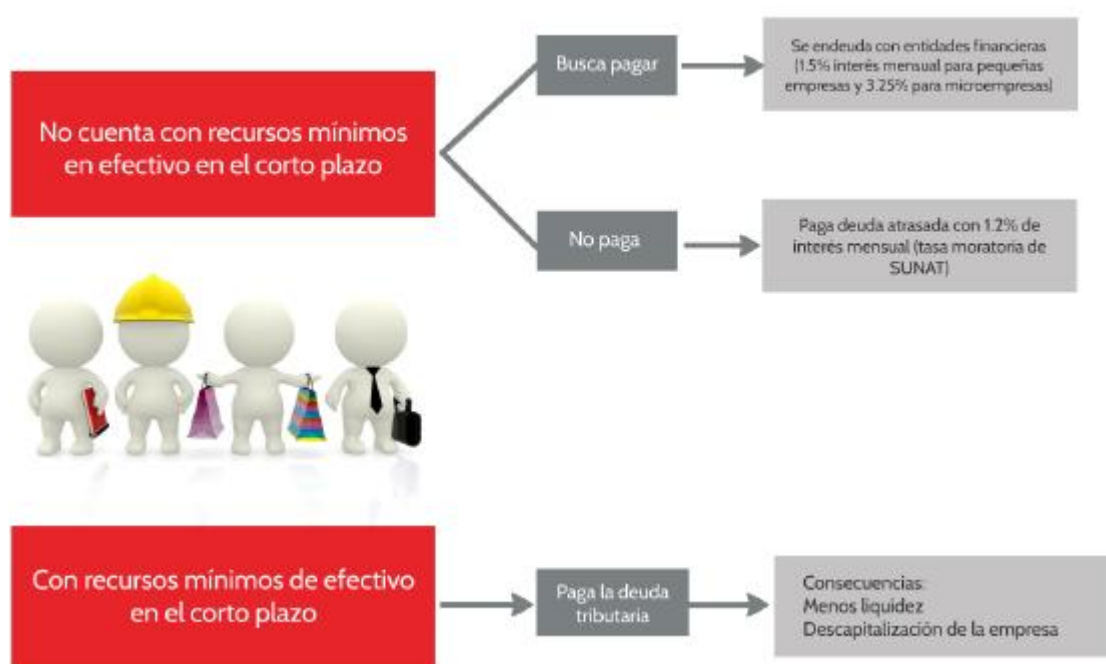 Busca pagar
Se endeuda con entidades financieras
(1.5% interés mensual para pequeñas
empresas y 3.25% para microempresas)
No cuenta con recursos mínimos
en efectivo en el corto plazo
No paga
Paga deuda atrasada con 1.2% de
interés mensual (tasa moratoria de
SUNAT)
Con recursos mínimos de efectivo
en el corto plazo
Paga la deuda
tributaria
Consecuencias:
Menos liquidez
Descapitalización de la empresa